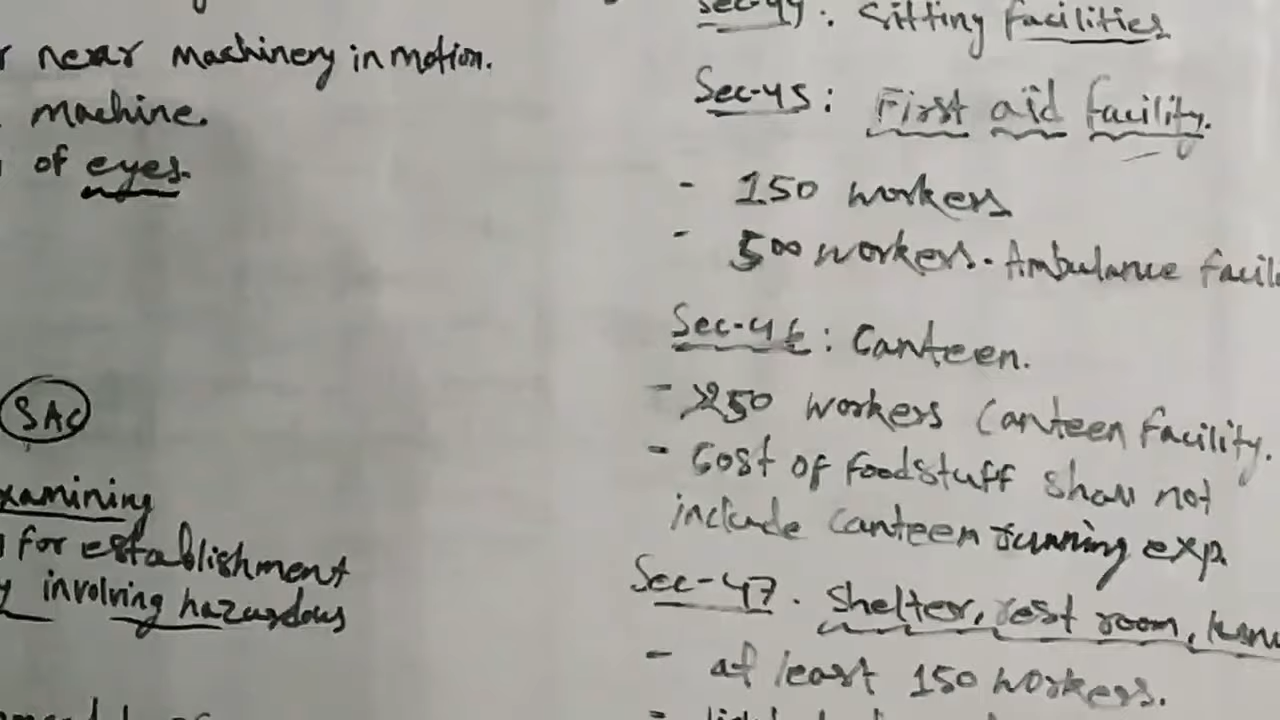 near machinery in motion.
machine.
of eyes.
SAC
xamining
for establishment
involving hazardous
Sec-44: Sitting facilities
Sec-45: First aid facility.
- 150 workers
- 500 workers. Ambulance facil
Sec-46: Canteen.
- >250 workers Canteen facility.
- Cost of foodstuff shall not
include canteen running exp.
Sec-47. Shelter, rest room,
- at least 150 workers.